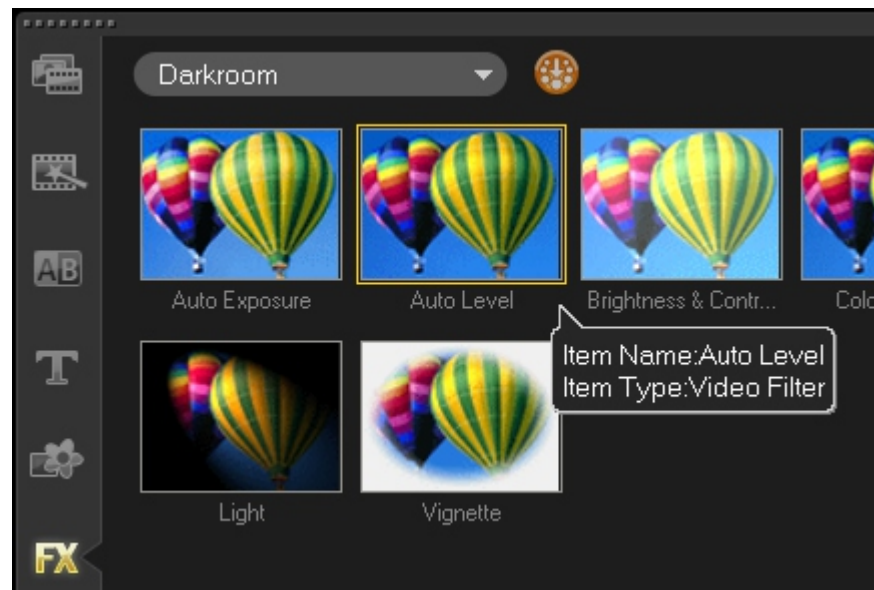 Darkroom
Auto Exposure
Auto Level
Brightness & Contr...
Item Name:Auto Level
Item Type:Video Filter
AB
T
Light
Vignette
FX